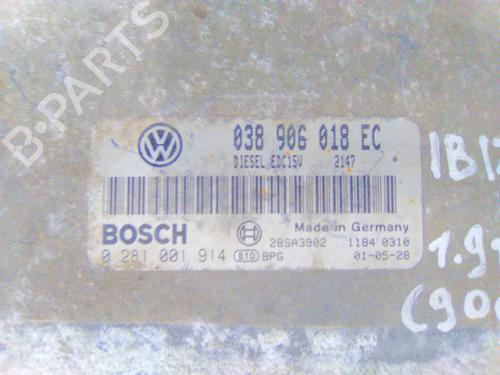 B-PARTS
038 906 018 EC
DIESEL EDC15V 2147
BOSCH
Made in Germany
28SA3902 1184 0310
0 281 001 914 810 BPG 01-05-28
1.9
(90